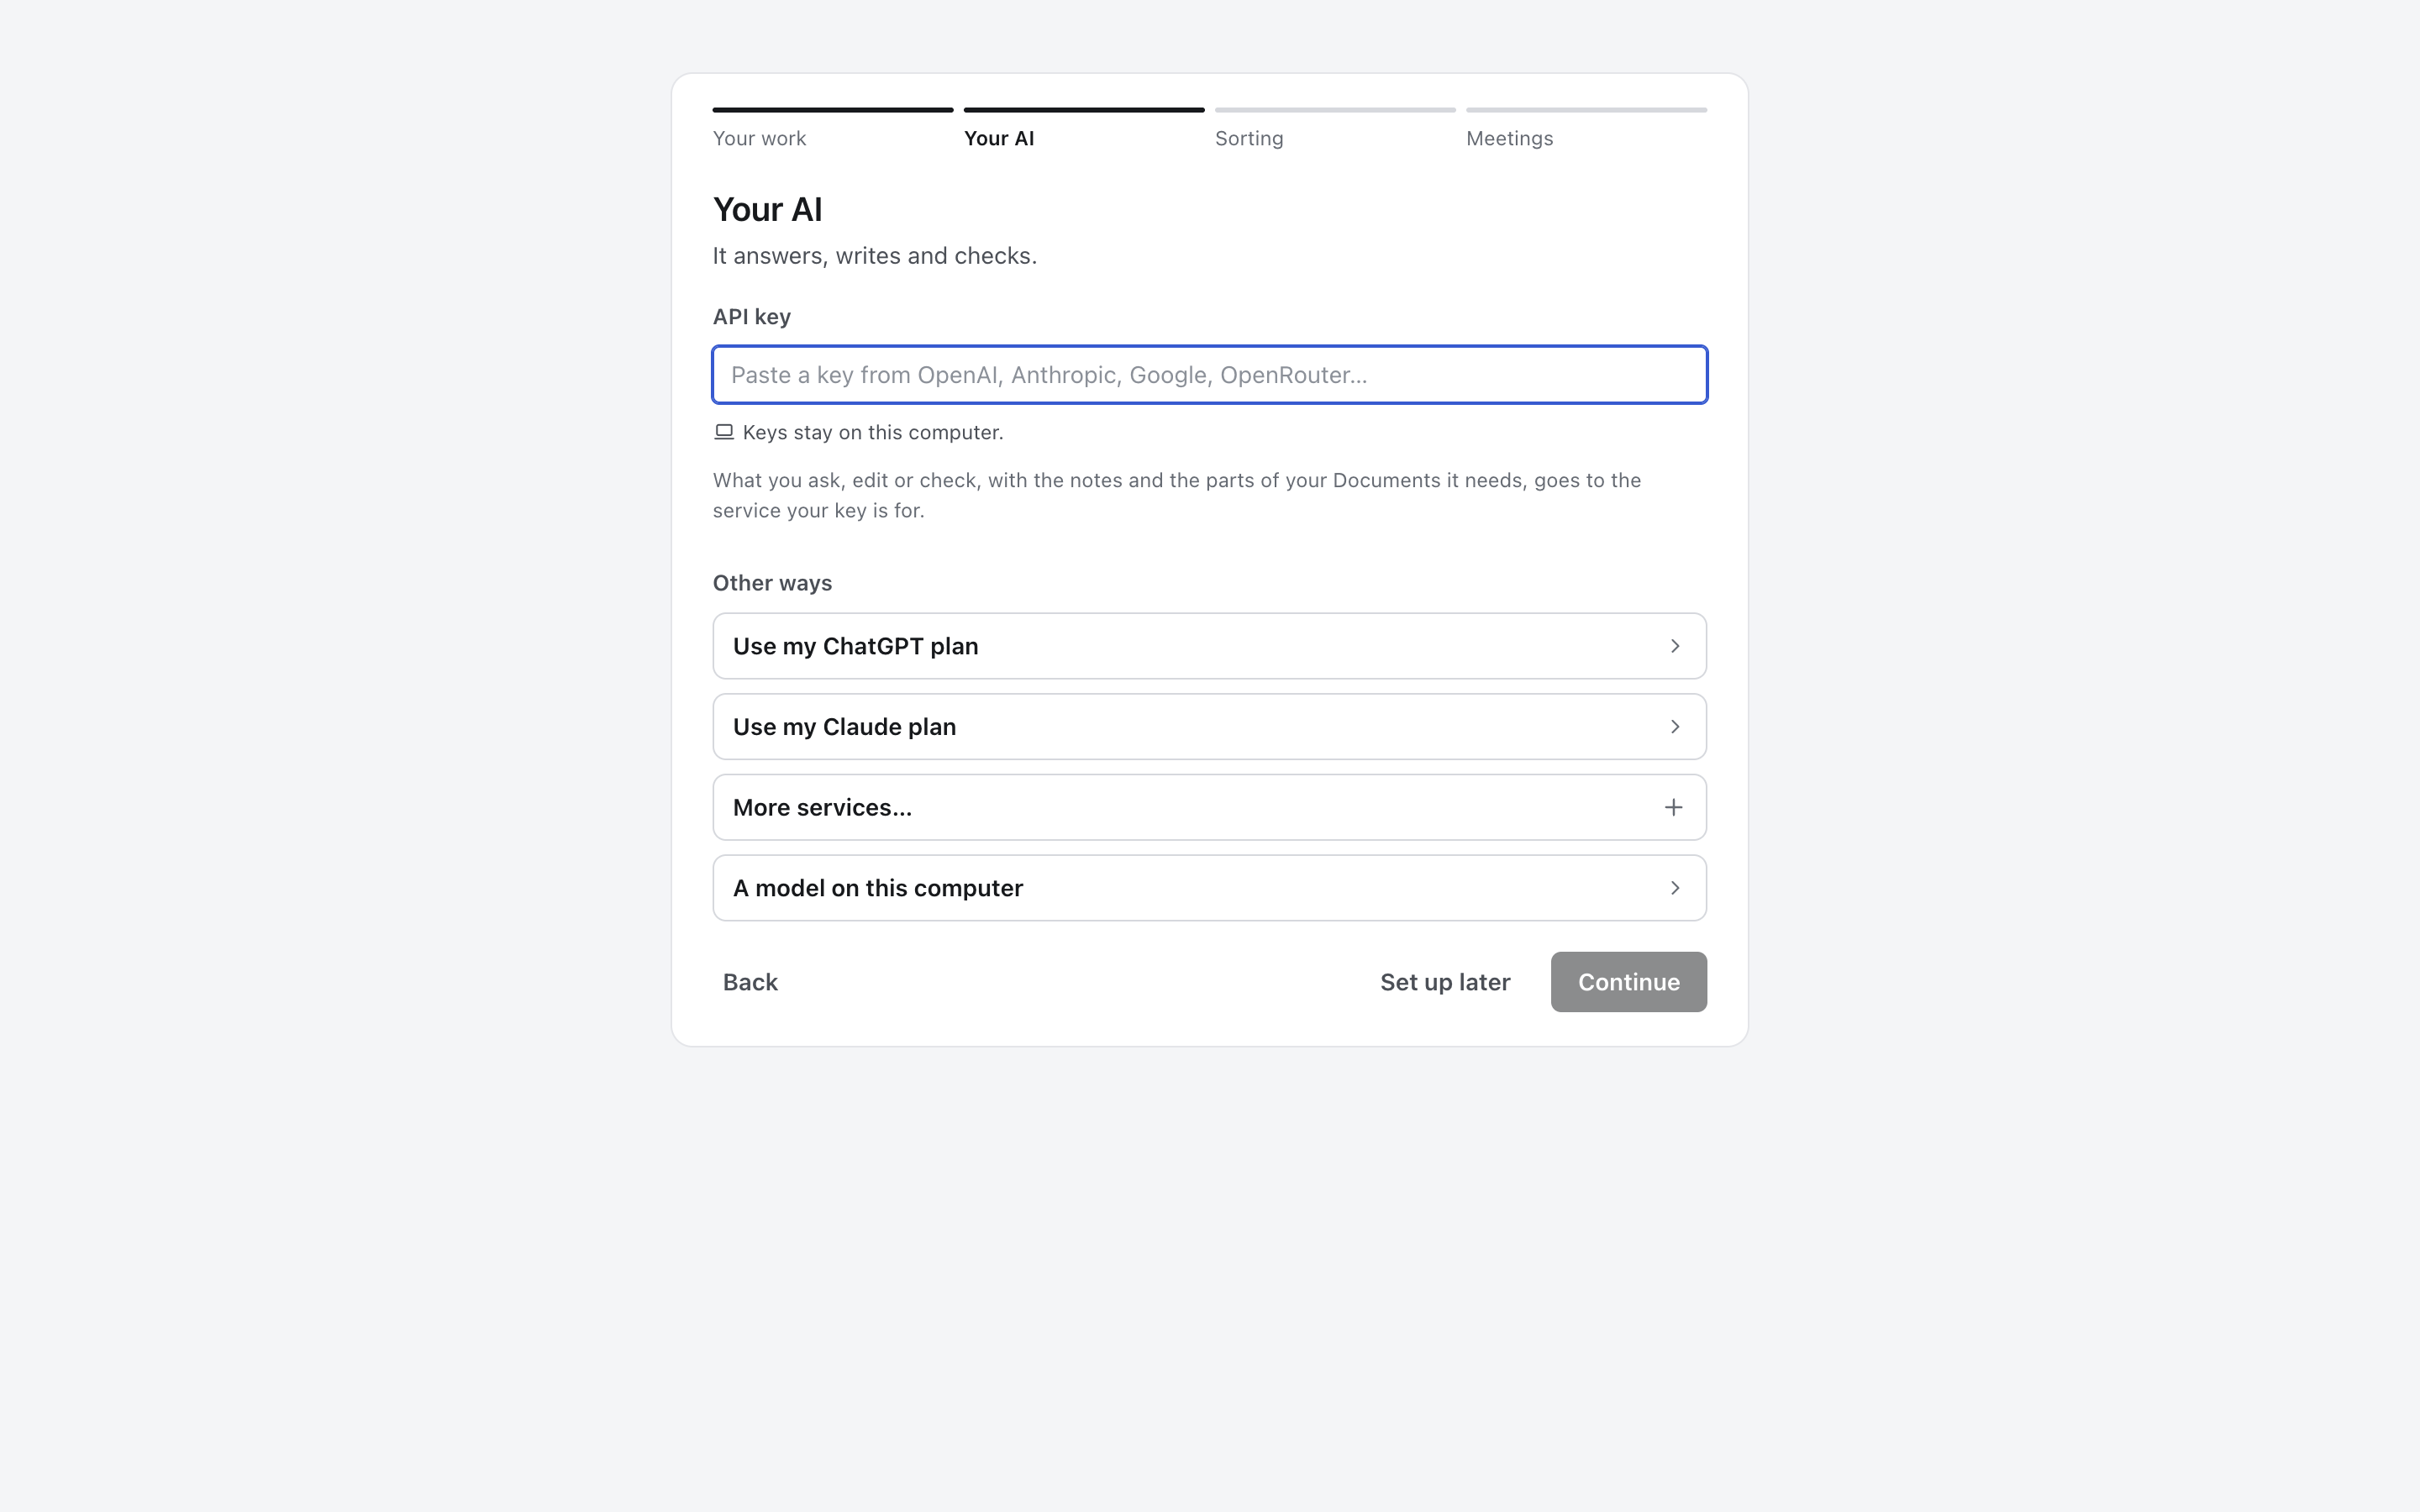 Your work
Your AI
Sorting
Meetings
Your AI
It answers, writes and checks.
API key
Paste a key from OpenAI, Anthropic, Google, OpenRouter...
Keys stay on this computer.
What you ask, edit or check, with the notes and the parts of your Documents it needs, goes to the
service your key is for.
Other ways
Use my ChatGPT plan
Use my Claude plan
More services...
A model on this computer
Back
Set up later
Continue